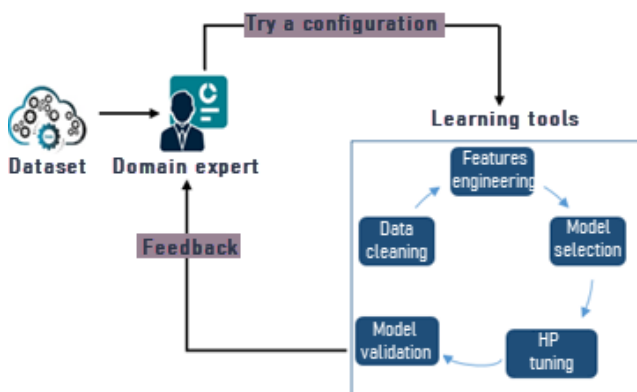 Try a configuration
Learning tools
Dataset
Domain expert
Features
engineering
Data
cleaning
Model
selection
Feedback
Model
validation
HP
tuning